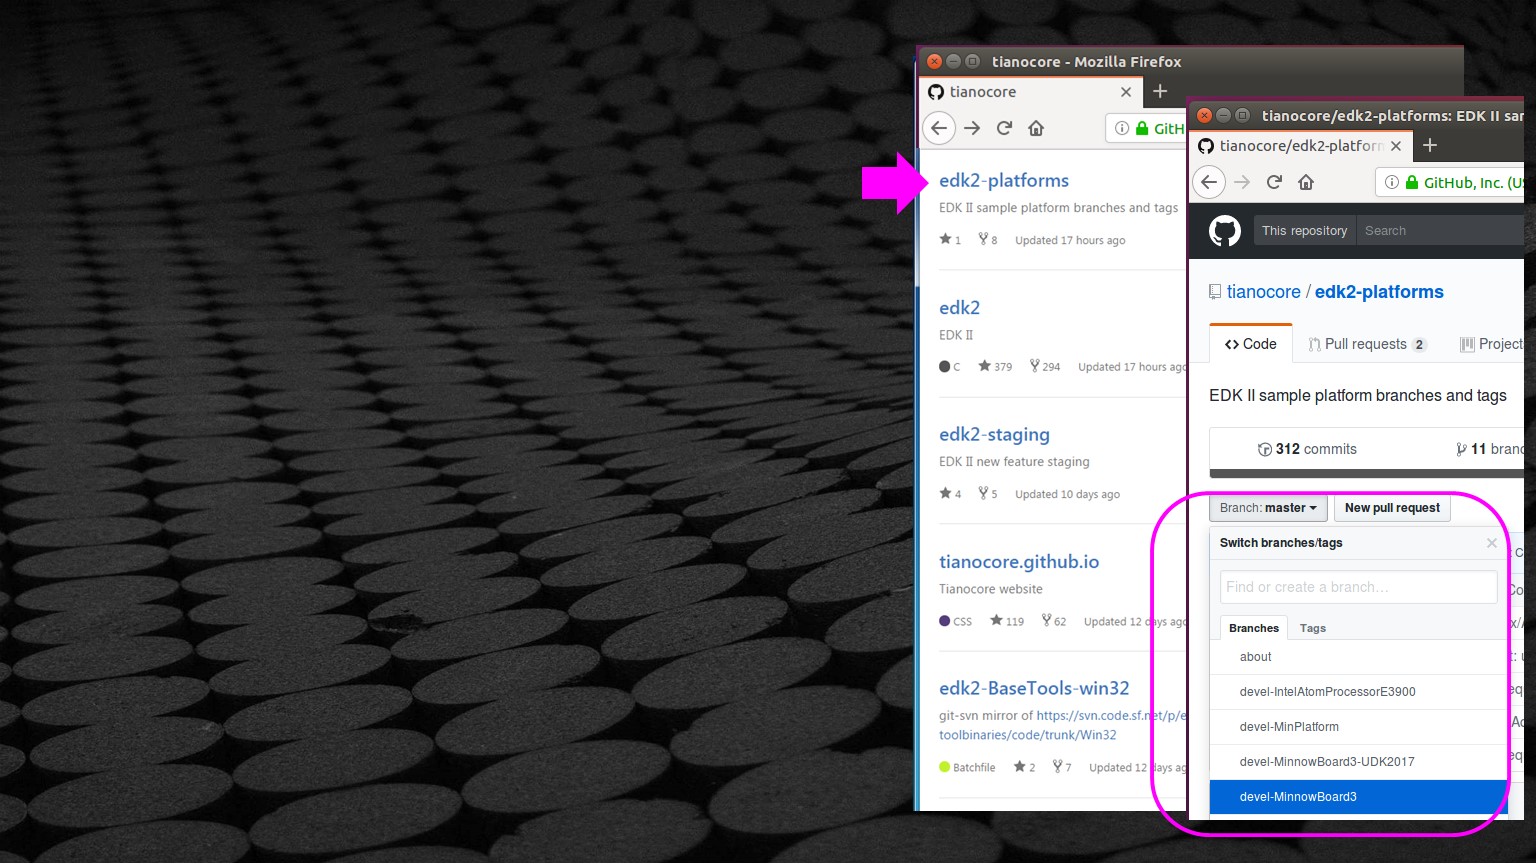 tianocore - Mozilla Firefox
tianocore
GitH
edk2-platforms
EDK II sample platform branches and tags
1 8 Updated 17 hours ago
edk2
EDK II
C 379 294 Updated 17 hours ago
edk2-staging
EDK II new feature staging
4 5 Updated 10 days ago
tianocore.github.io
Tianocore website
CSS 119 62 Updated 12 days ago
edk2-BaseTools-win32
git-svn mirror of https://svn.code.sf.net/p/e
toolbinaries/code/trunk/Win32
Batchfile 2 7 Updated 12 days ag
tianocore/edk2-platforms: EDK II sam
tianocore/edk2-platform
GitHub, Inc. (US
This repository Search
tianocore / edk2-platforms
Code Pull requests 2 Project
EDK II sample platform branches and tags
312 commits 11 branc
Branch: master New pull request
Switch branches/tags
Find or create a branch…
Branches Tags
about
devel-IntelAtomProcessorE3900
devel-MinPlatform
devel-MinnowBoard3-UDK2017
devel-MinnowBoard3